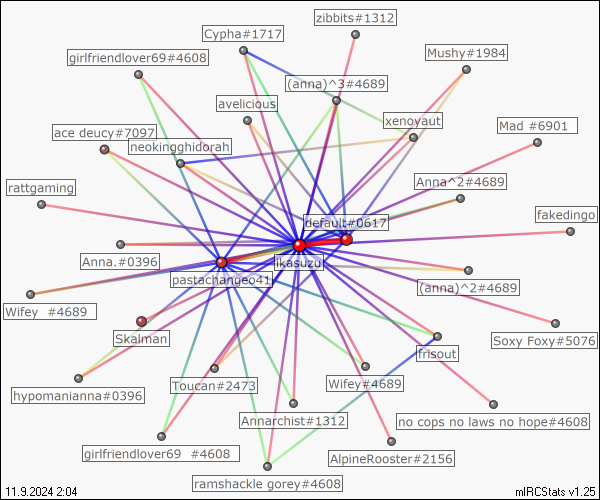 zibbits#1312
Cypha#1717
Mushy#1984
girlfriendlover69#4608
(anna)^3#4689
avelicious
xenoyaut
Mad #6901
ace deucy#7097
neokingghidorah
Anna^2#4689
rattgaming
default#0617
fakedingo
Anna.#0396
ikasuzu
pastachangeo41
(anna)^2#4689
Wifey  #4689
Skalman
Soxy Foxy#5076
frisout
Toucan#2473
Wifey#4689
hypomanianna#0396
Annarchist#1312
no cops no laws no hope#4608
girlfriendlover69  #4608
AlpineRooster#2156
ramshackle gorey#4608
11.9.2024 2:04
mIRCStats v1.25